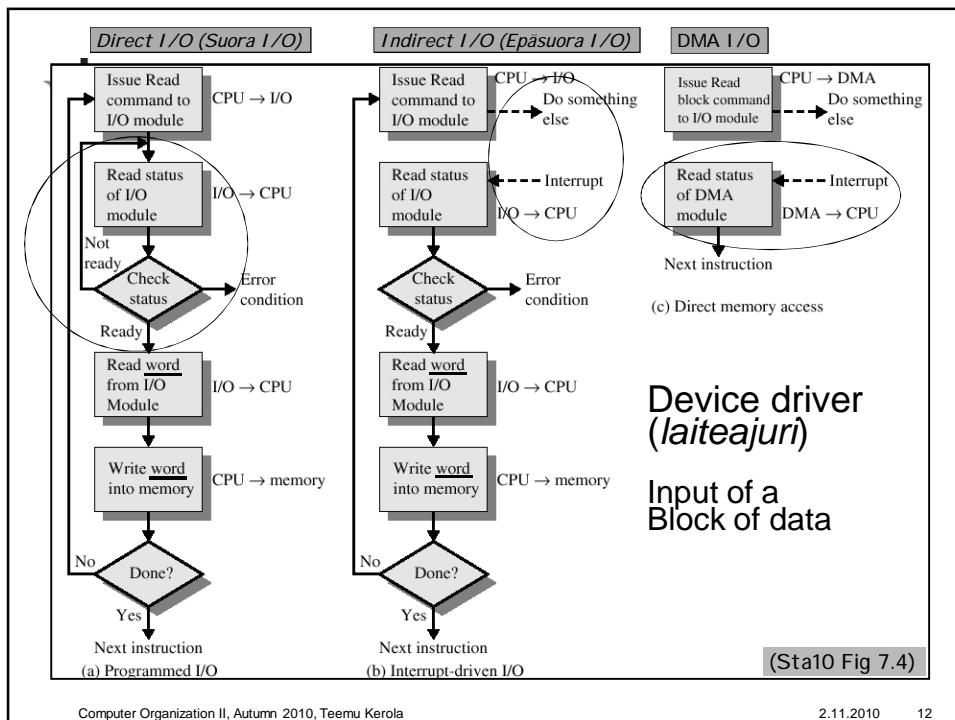 Direct I/O (Suora I/O)
Issue Read
command to
I/O module
CPU → I/O
Read status
of I/O
module
I/O → CPU
Not
ready
Check
status
Error
condition
Ready
Read word
from I/O
Module
I/O → CPU
Write word
into memory
CPU → memory
No
Done?
Yes
Next instruction
(a) Programmed I/O
Indirect I/O (Epäsuora I/O)
Issue Read
command to
I/O module
CPU → I/O
Do something
else
Read status
of I/O
module
Interrupt
I/O → CPU
Check
status
Error
condition
Ready
Read word
from I/O
Module
I/O → CPU
Write word
into memory
CPU → memory
No
Done?
Yes
Next instruction
(b) Interrupt-driven I/O
DMA I/O
Issue Read
block command
to I/O module
CPU → DMA
Do something
else
Read status
of DMA
module
Interrupt
DMA → CPU
Next instruction
(c) Direct memory access
Device driver
(laiteajuri)
Input of a
Block of data
(Sta10 Fig 7.4)
Computer Organization II, Autumn 2010, Teemu Kerola
2.11.2010
12